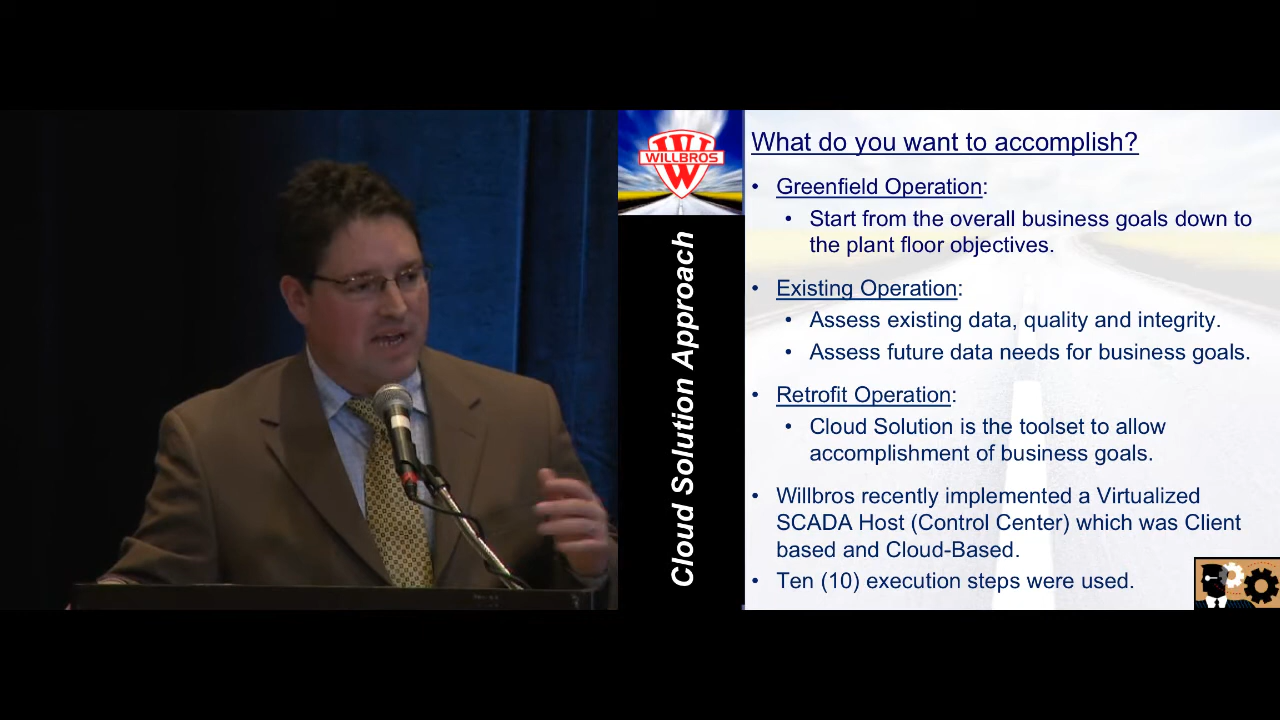 WILLBROS
Cloud Solution Approach
What do you want to accomplish?
• Greenfield Operation:
• Start from the overall business goals down to
the plant floor objectives.
• Existing Operation:
• Assess existing data, quality and integrity.
• Assess future data needs for business goals.
• Retrofit Operation:
• Cloud Solution is the toolset to allow
accomplishment of business goals.
• Willbros recently implemented a Virtualized
SCADA Host (Control Center) which was Client
based and Cloud-Based.
• Ten (10) execution steps were used.